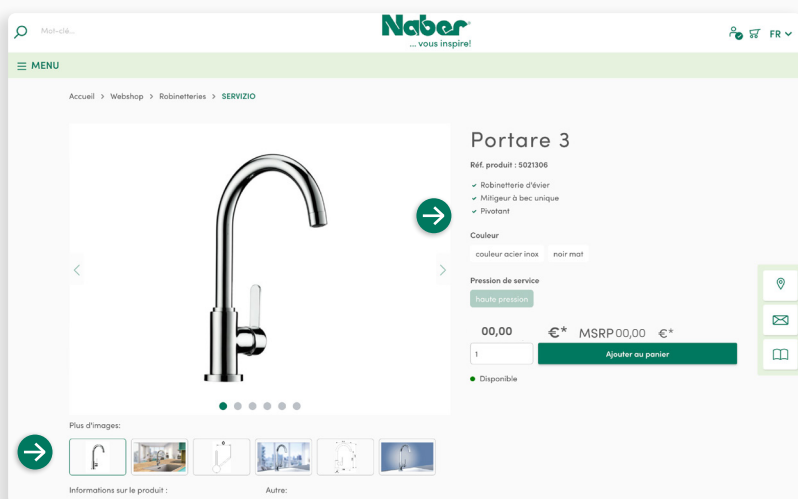 Mot-clé...
Naber®
... vous inspire!
FR
MENU
Accueil > Webshop > Robinetteries > SERVIZIO
Portare 3
Réf. produit : 5021306
Robinetterie d'évier
Mitigeur à bec unique
Pivotant
Couleur
couleur acier inox noir mat
Pression de service
haute pression
00,00 €* MSRP 00,00 €*
1 Ajouter au panier
Disponible
Plus d'images:
Informations sur le produit : Autre: